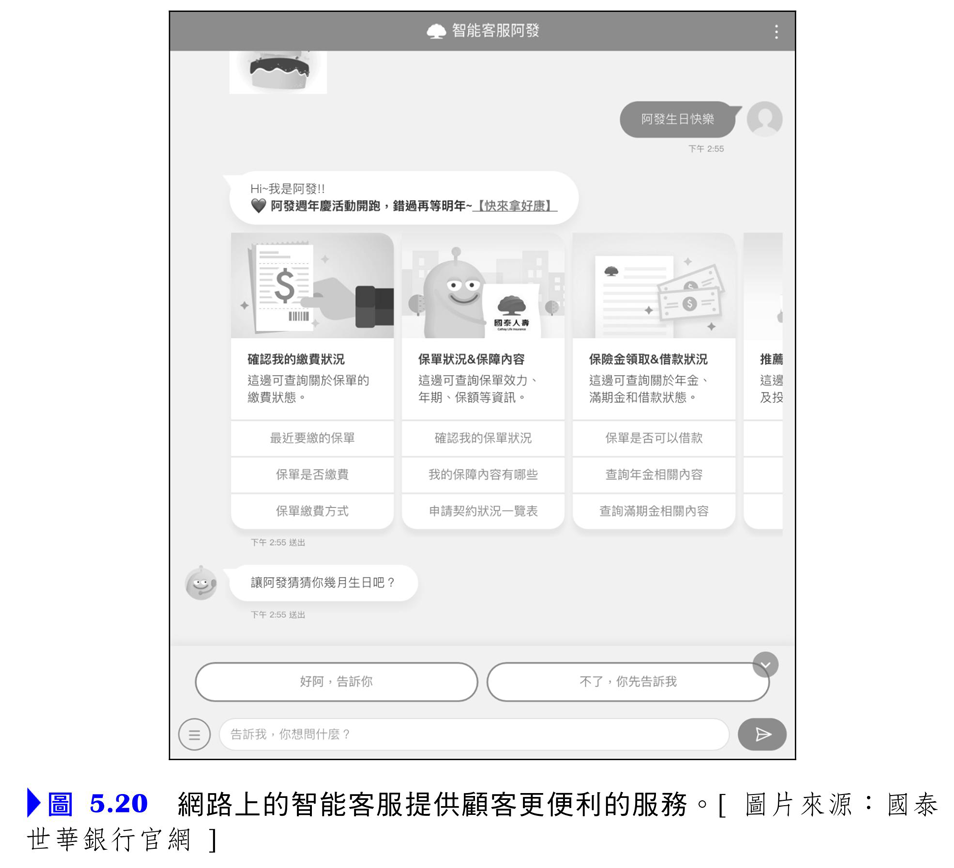 智能客服阿發
阿發生日快樂
下午 2:55
Hi~我是阿發!!
阿發週年慶活動開跑，錯過再等明年~【快來拿好康】
$
確認我的繳費狀況
這邊可查詢關於保單的
繳費狀態。
最近要繳的保單
保單是否繳費
保單繳費方式
國泰人壽
Cathay Life Insurance
保單狀況&保障內容
這邊可查詢保單效力、
年期、保額等資訊。
確認我的保單狀況
我的保障內容有哪些
申請契約狀況一覽表
$
$
保險金領取&借款狀況
這邊可查詢關於年金、
滿期金和借款狀態。
保單是否可以借款
查詢年金相關內容
查詢滿期金相關內容
推薦
這邊
及投
下午 2:55 送出
讓阿發猜猜你幾月生日吧？
下午 2:55 送出
好阿，告訴你
不了，你先告訴我
告訴我，你想問什麼？
圖 5.20 網路上的智能客服提供顧客更便利的服務。[ 圖片來源：國泰
世華銀行官網 ]